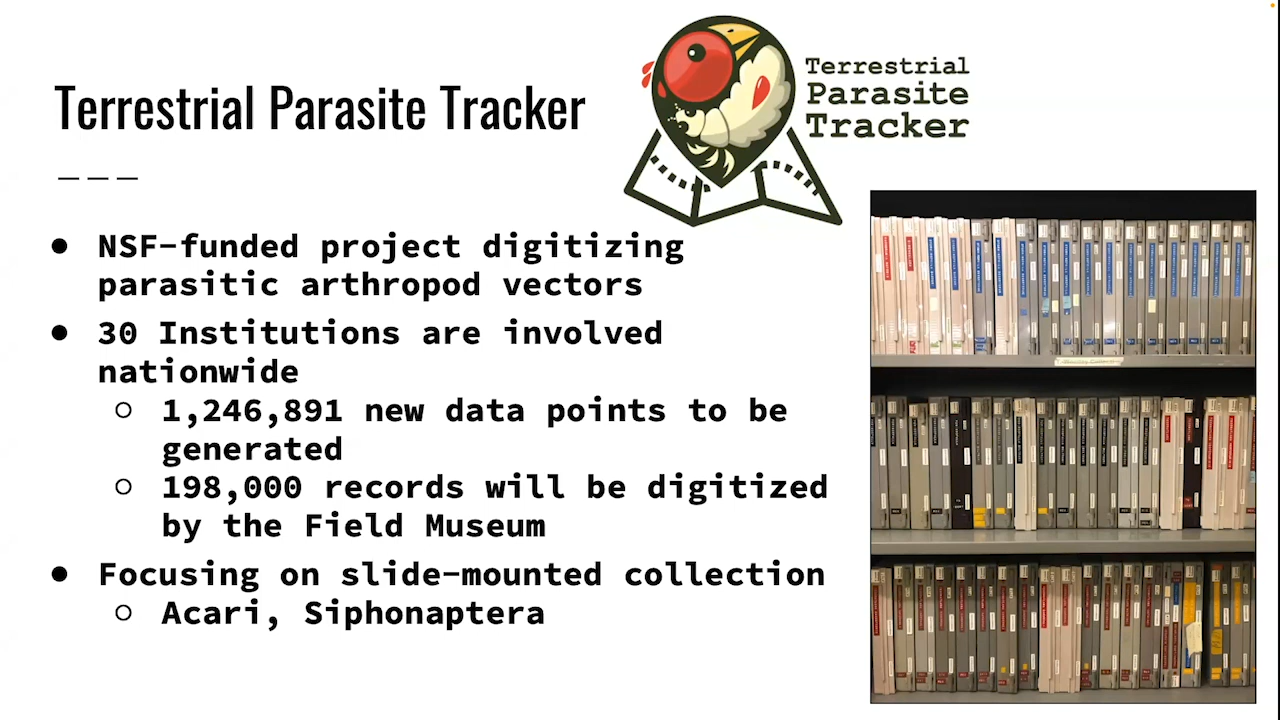 Terrestrial Parasite Tracker
Terrestrial
Parasite
Tracker
● NSF-funded project digitizing
parasitic arthropod vectors
● 30 Institutions are involved
nationwide
○ 1,246,891 new data points to be
generated
○ 198,000 records will be digitized
by the Field Museum
● Focusing on slide-mounted collection
○ Acari, Siphonaptera